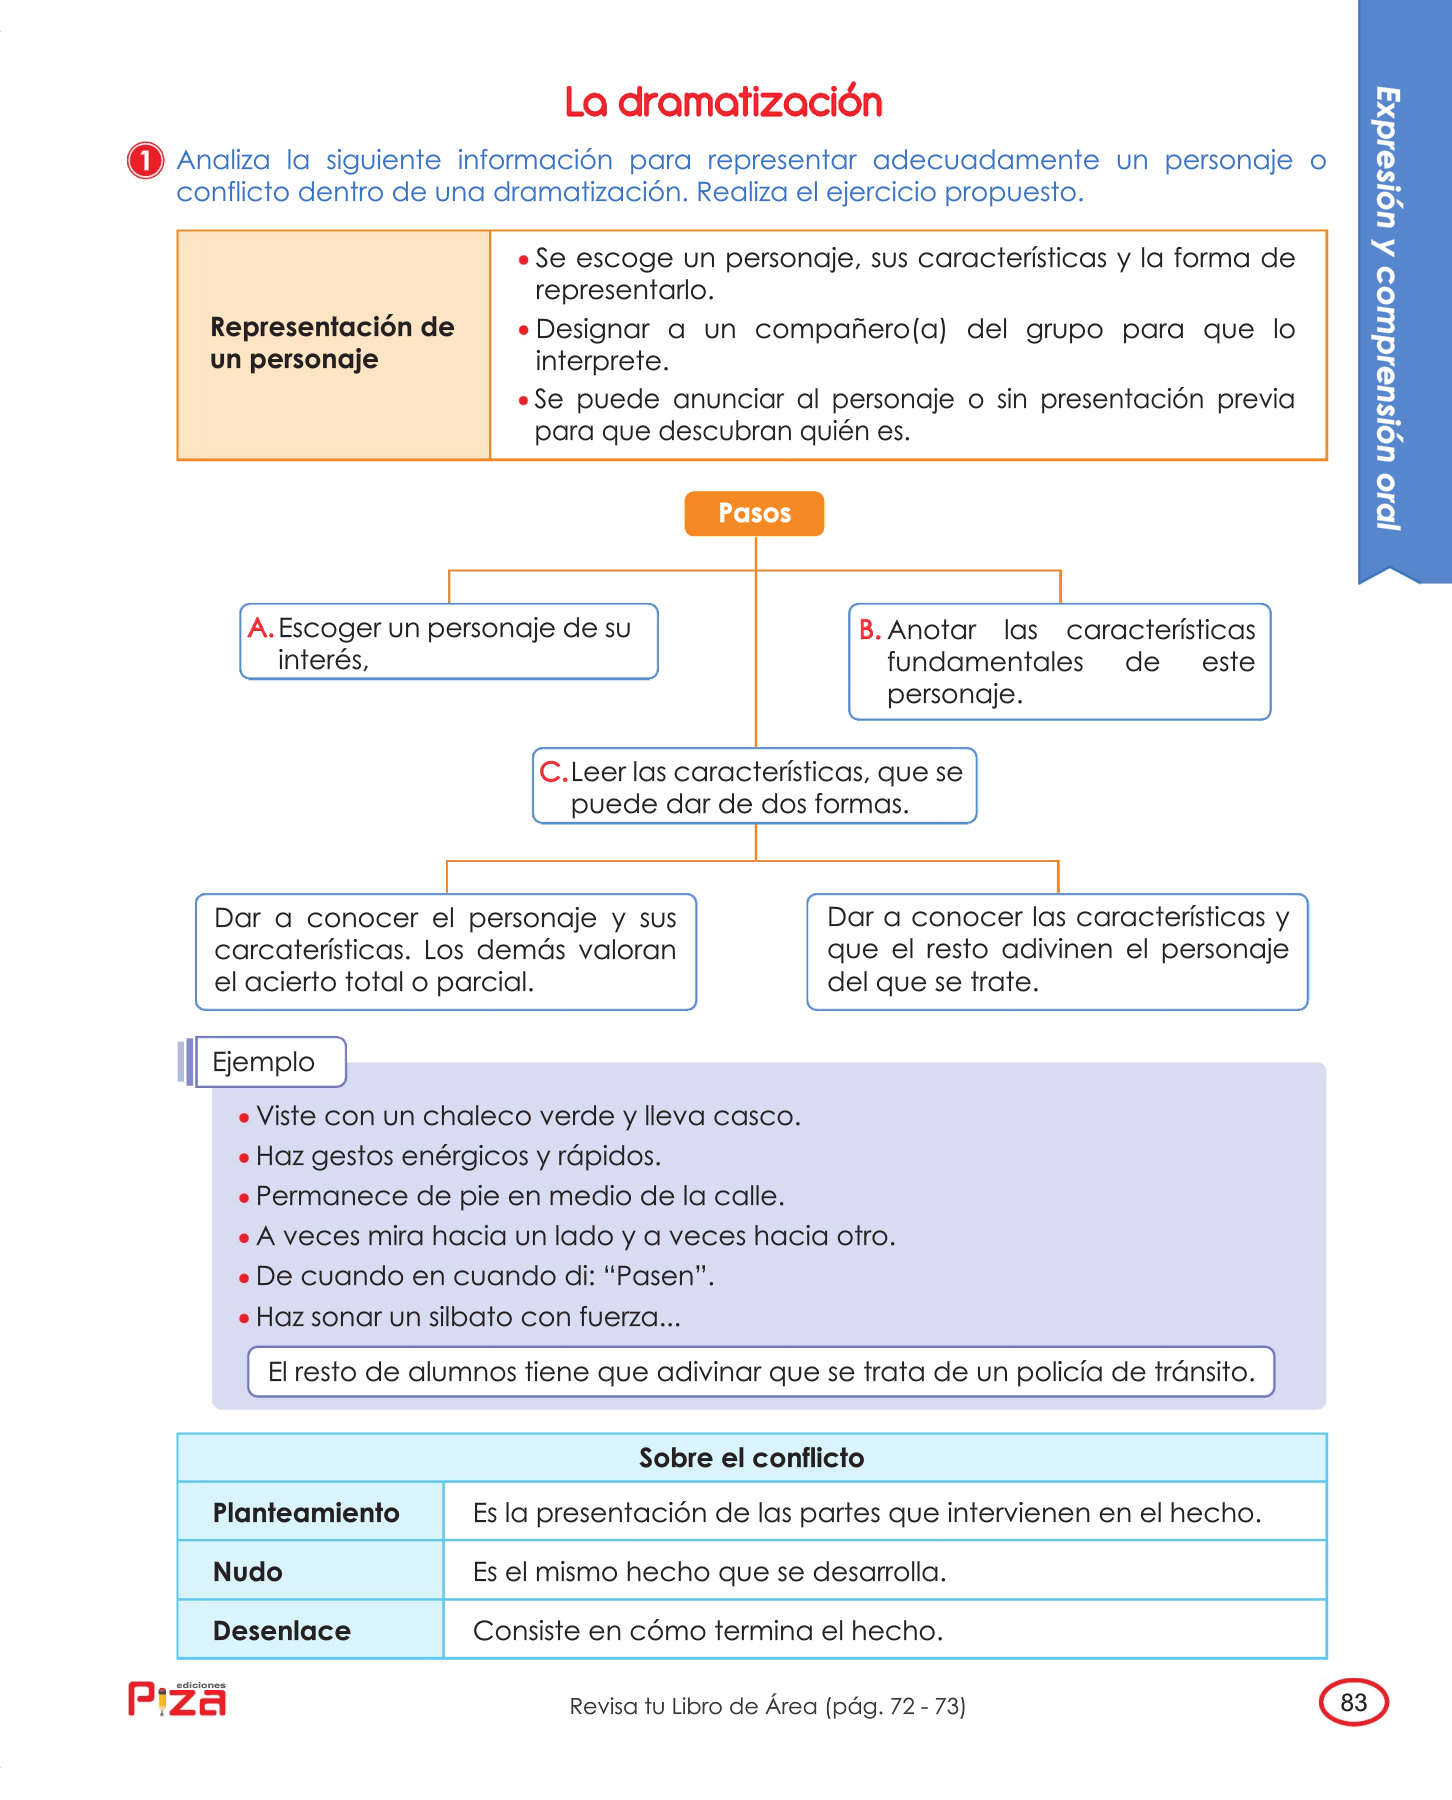 La dramatización
Expresión y comprensión oral
1 Analiza la siguiente información para representar adecuadamente un personaje o
conflicto dentro de una dramatización. Realiza el ejercicio propuesto.
Representación de
un personaje
• Se escoge un personaje, sus características y la forma de
representarlo.
• Designar a un compañero(a) del grupo para que lo
interprete.
• Se puede anunciar al personaje o sin presentación previa
para que descubran quién es.
Pasos
A. Escoger un personaje de su
interés,
B. Anotar las características
fundamentales de este
personaje.
C. Leer las características, que se
puede dar de dos formas.
Dar a conocer el personaje y sus
carcaterísticas. Los demás valoran
el acierto total o parcial.
Dar a conocer las características y
que el resto adivinen el personaje
del que se trate.
Ejemplo
• Viste con un chaleco verde y lleva casco.
• Haz gestos enérgicos y rápidos.
• Permanece de pie en medio de la calle.
• A veces mira hacia un lado y a veces hacia otro.
• De cuando en cuando di: “Pasen”.
• Haz sonar un silbato con fuerza...
El resto de alumnos tiene que adivinar que se trata de un policía de tránsito.
Sobre el conflicto
Planteamiento Es la presentación de las partes que intervienen en el hecho.
Nudo Es el mismo hecho que se desarrolla.
Desenlace Consiste en cómo termina el hecho.
ediciones
Piza
Revisa tu Libro de Área (pág. 72 - 73)
83